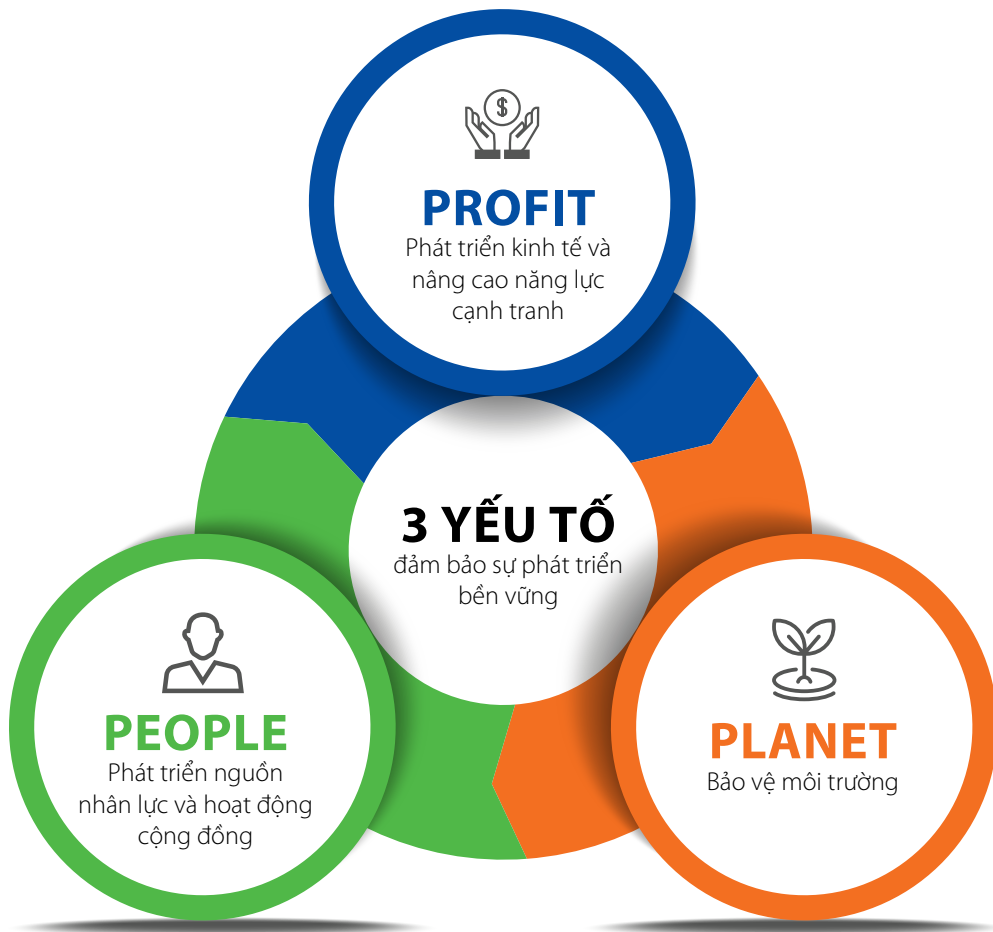 $
PROFIT
Phát triển kinh tế và
nâng cao năng lực
cạnh tranh
3 YẾU TỐ
đảm bảo sự phát triển
bền vững
PEOPLE
Phát triển nguồn
nhân lực và hoạt động
cộng đồng
PLANET
Bảo vệ môi trường